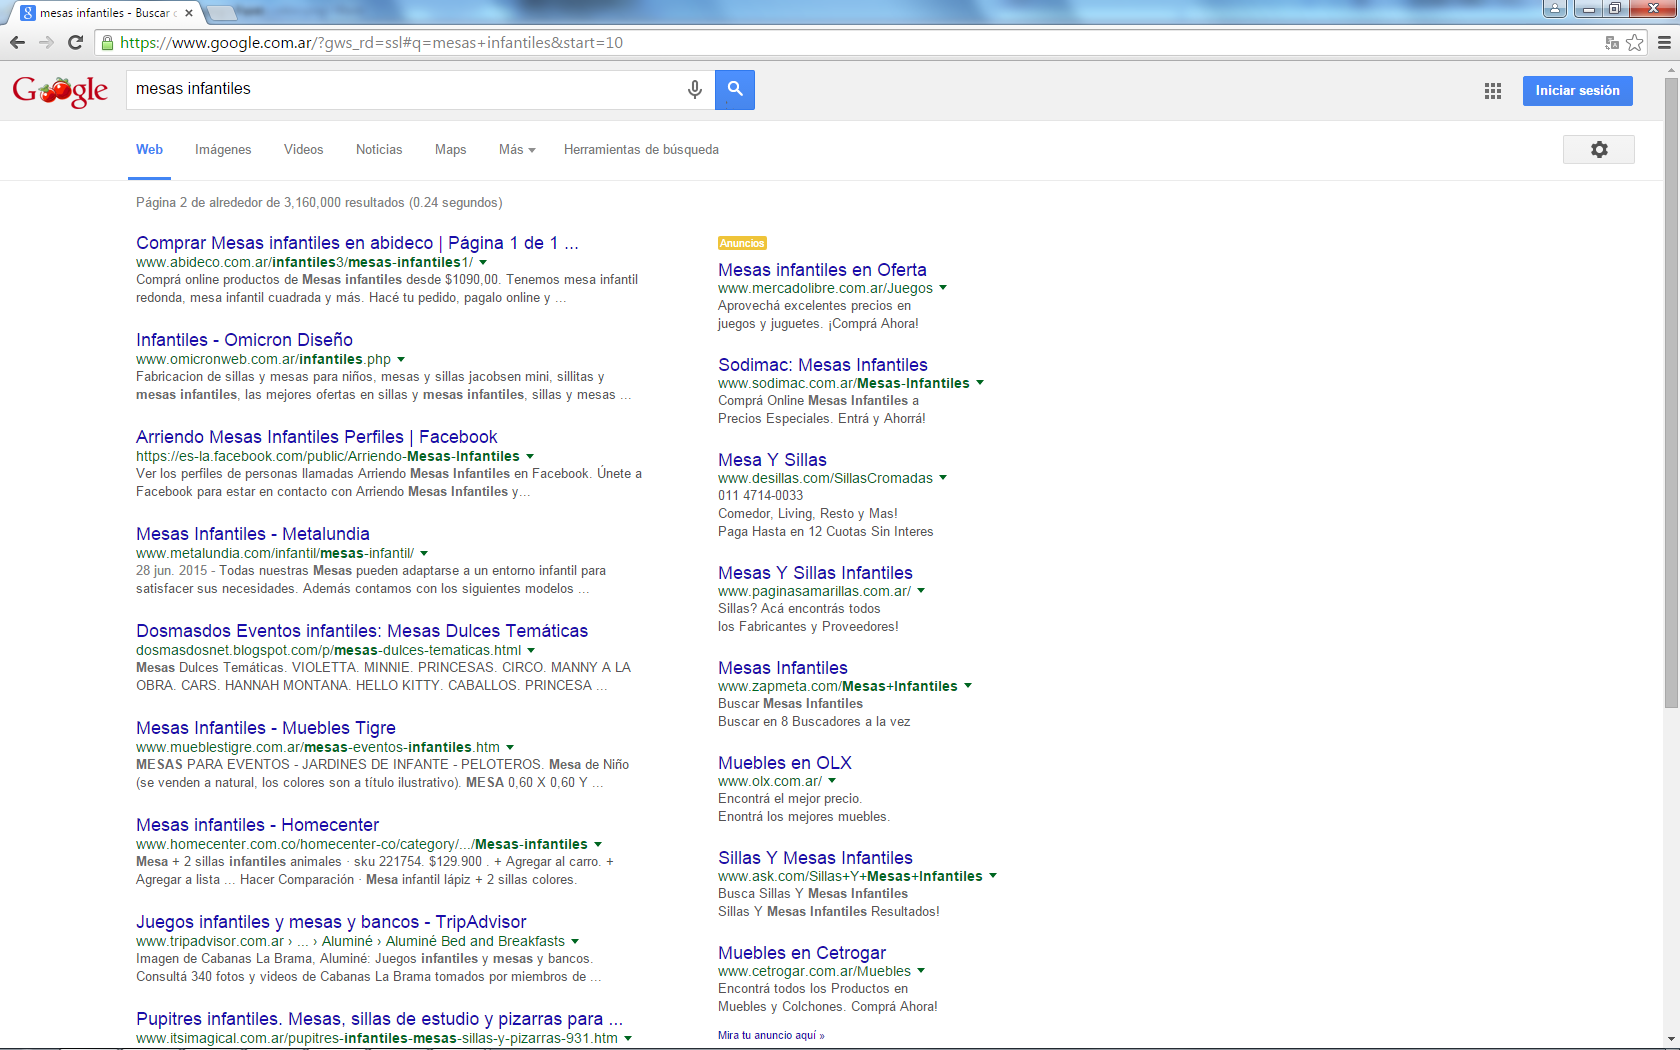 mesas infantiles - Buscar c
https://www.google.com.ar/?gws_rd=ssl#q=mesas+infantiles&start=10
Google
mesas infantiles
Iniciar sesión
Web Imágenes Videos Noticias Maps Más Herramientas de búsqueda
Página 2 de alrededor de 3,160,000 resultados (0.24 segundos)
Comprar Mesas infantiles en abideco | Página 1 de 1 ...
www.abideco.com.ar/infantiles3/mesas-infantiles1/
Comprá online productos de Mesas infantiles desde $1090,00. Tenemos mesa infantil
redonda, mesa infantil cuadrada y más. Hacé tu pedido, pagalo online y ...
Infantiles - Omicron Diseño
www.omicronweb.com.ar/infantiles.php
Fabricacion de sillas y mesas para niños, mesas y sillas jacobsen mini, sillitas y
mesas infantiles, las mejores ofertas en sillas y mesas infantiles, sillas y mesas ...
Arriendo Mesas Infantiles Perfiles | Facebook
https://es-la.facebook.com/public/Arriendo-Mesas-Infantiles
Ver los perfiles de personas llamadas Arriendo Mesas Infantiles en Facebook. Únete a
Facebook para estar en contacto con Arriendo Mesas Infantiles y...
Mesas Infantiles - Metalundia
www.metalundia.com/infantil/mesas-infantil/
28 jun. 2015 - Todas nuestras Mesas pueden adaptarse a un entorno infantil para
satisfacer sus necesidades. Además contamos con los siguientes modelos ...
Dosmasdos Eventos infantiles: Mesas Dulces Temáticas
dosmasdosnet.blogspot.com/p/mesas-dulces-tematicas.html
Mesas Dulces Temáticas. VIOLETTA. MINNIE. PRINCESAS. CIRCO. MANNY A LA
OBRA. CARS. HANNAH MONTANA. HELLO KITTY. CABALLOS. PRINCESA ...
Mesas Infantiles - Muebles Tigre
www.mueblestigre.com.ar/mesas-eventos-infantiles.htm
MESAS PARA EVENTOS - JARDINES DE INFANTE - PELOTEROS. Mesa de Niño
(se venden a natural, los colores son a título ilustrativo). MESA 0,60 X 0,60 Y ...
Mesas infantiles - Homecenter
www.homecenter.com.co/homecenter-co/category/.../Mesas-infantiles
Mesa + 2 sillas infantiles animales · sku 221754. $129.900 . + Agregar al carro. +
Agregar a lista ... Hacer Comparación · Mesa infantil lápiz + 2 sillas colores.
Juegos infantiles y mesas y bancos - TripAdvisor
www.tripadvisor.com.ar › ... › Aluminé › Aluminé Bed and Breakfasts
Imagen de Cabanas La Brama, Aluminé: Juegos infantiles y mesas y bancos.
Consultá 340 fotos y videos de Cabanas La Brama tomados por miembros de ...
Pupitres infantiles. Mesas, sillas de estudio y pizarras para ...
www.itsimagical.com.ar/pupitres-infantiles-mesas-sillas-y-pizarras-931.htm
Anuncios
Mesas infantiles en Oferta
www.mercadolibre.com.ar/Juegos
Aprovechá excelentes precios en
juegos y juguetes. ¡Comprá Ahora!
Sodimac: Mesas Infantiles
www.sodimac.com.ar/Mesas-Infantiles
Comprá Online Mesas Infantiles a
Precios Especiales. Entrá y Ahorrá!
Mesa Y Sillas
www.desillas.com/SillasCromadas
011 4714-0033
Comedor, Living, Resto y Mas!
Paga Hasta en 12 Cuotas Sin Interes
Mesas Y Sillas Infantiles
www.paginasamarillas.com.ar/
Sillas? Acá encontrás todos
los Fabricantes y Proveedores!
Mesas Infantiles
www.zapmeta.com/Mesas+Infantiles
Buscar Mesas Infantiles
Buscar en 8 Buscadores a la vez
Muebles en OLX
www.olx.com.ar/
Encontrá el mejor precio.
Enontrá los mejores muebles.
Sillas Y Mesas Infantiles
www.ask.com/Sillas+Y+Mesas+Infantiles
Busca Sillas Y Mesas Infantiles
Sillas Y Mesas Infantiles Resultados!
Muebles en Cetrogar
www.cetrogar.com.ar/Muebles
Encontrá todos los Productos en
Muebles y Colchones. Comprá Ahora!
Mira tu anuncio aquí »